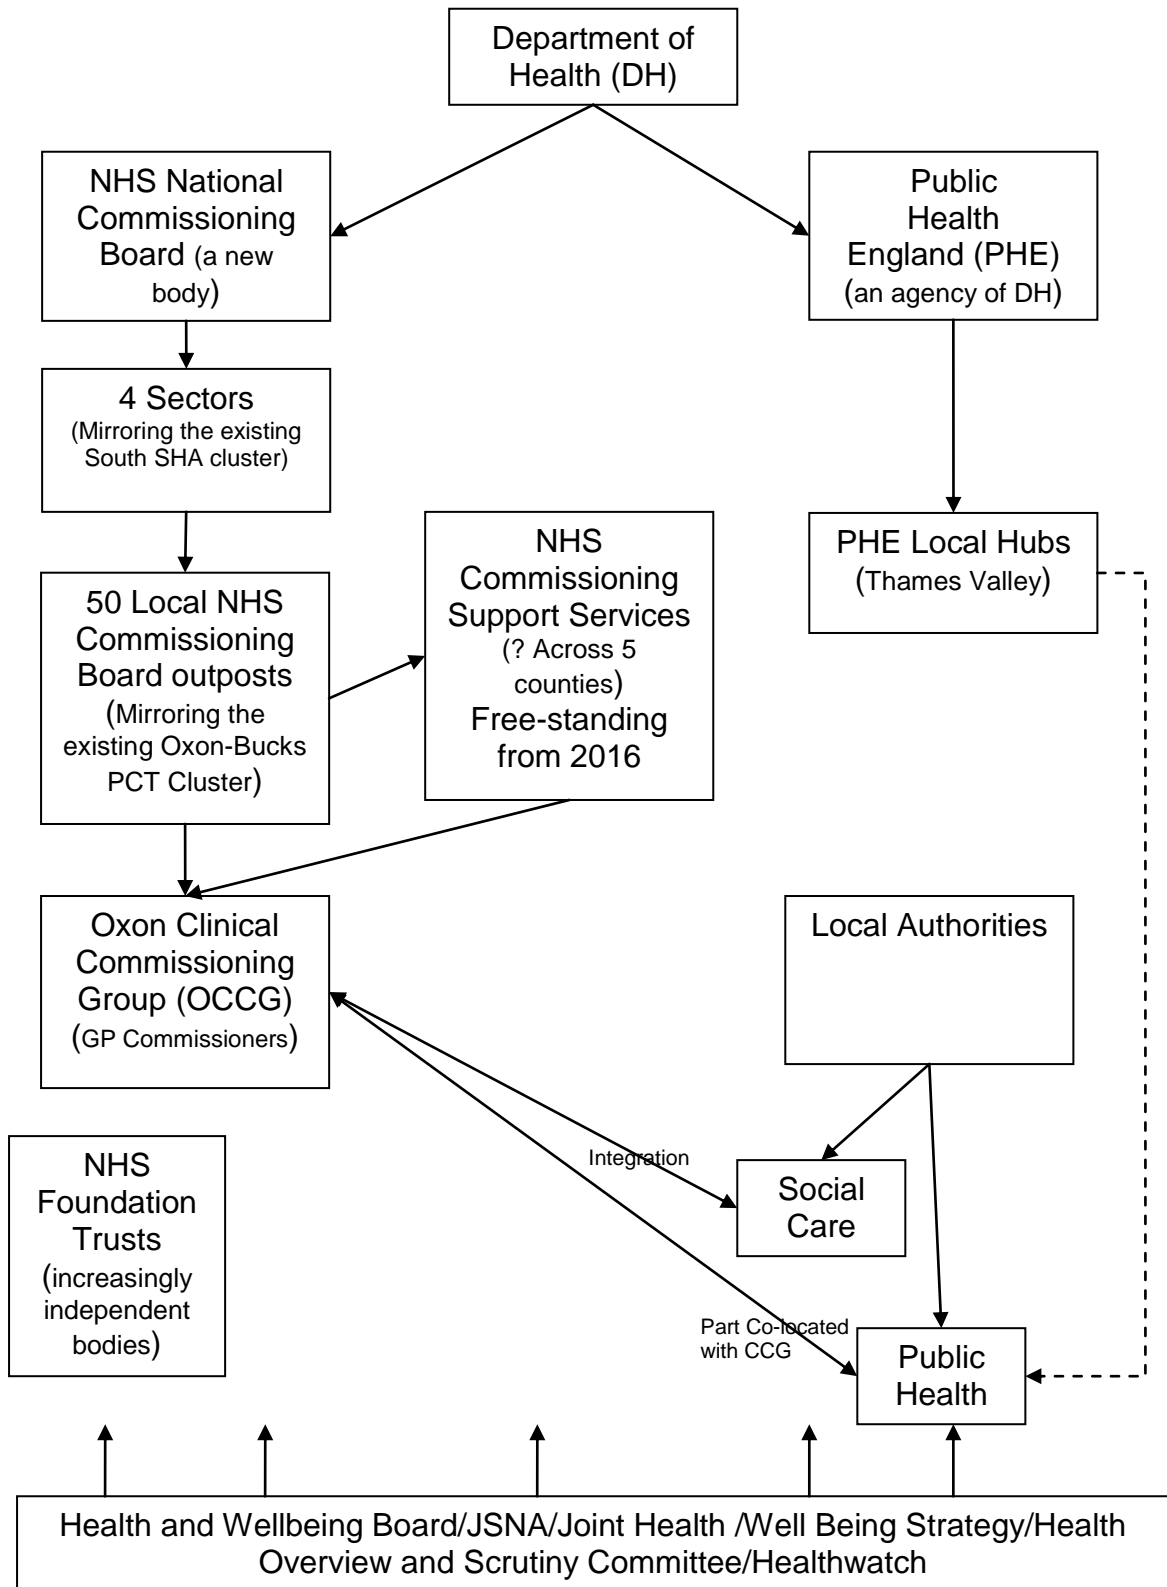 Department of
Health (DH)
NHS National
Commissioning
Board (a new
body)
Public
Health
England (PHE)
(an agency of DH)
4 Sectors
(Mirroring the existing
South SHA cluster)
50 Local NHS
Commissioning
Board outposts
(Mirroring the
existing Oxon-Bucks
PCT Cluster)
NHS
Commissioning
Support Services
(? Across 5
counties)
Free-standing
from 2016
PHE Local Hubs
(Thames Valley)
Oxon Clinical
Commissioning
Group (OCCG)
(GP Commissioners)
Local Authorities
NHS
Foundation
Trusts
(increasingly
independent
bodies)
Integration
Social
Care
Part Co-located
with CCG
Public
Health
Health and Wellbeing Board/JSNA/Joint Health /Well Being Strategy/Health
Overview and Scrutiny Committee/Healthwatch